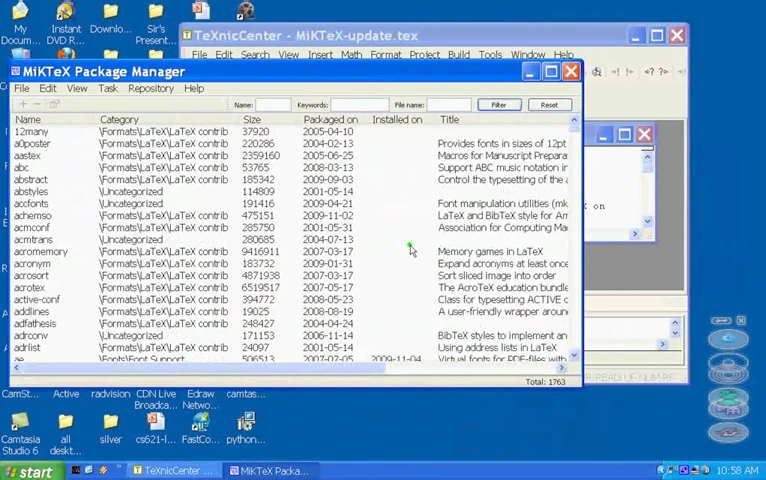 My Docum...
Instant DVD R...
Downlo...
Sir's Present...
TeXnicCenter - MiKTeX-update.tex
File Edit Search View Insert Math Format Project Build Tools Window Help
MiKTeX Package Manager
File Edit View Task Repository Help
Name: Keywords: File name: Filter Reset
Name Category Size Packaged on Installed on Title
12many \Formats\LaTeX\LaTeX contrib 37920 2005-04-10
a0poster \Formats\LaTeX\LaTeX contrib 220286 2004-02-13 Provides fonts in sizes of 12pt
aastex \Formats\LaTeX\LaTeX contrib 2359160 2005-06-25 Macros for Manuscript Prepara
abc \Formats\LaTeX\LaTeX contrib 53765 2008-03-13 Support ABC music notation in
abstract \Formats\LaTeX\LaTeX contrib 185342 2009-09-03 Control the typesetting of the a
abstyles \Uncategorized 114809 2001-05-14
accfonts \Uncategorized 191416 2009-04-21 Font manipulation utilities (mk
achemso \Formats\LaTeX\LaTeX contrib 475151 2009-11-02 LaTeX and BibTeX style for Am
acmconf \Formats\LaTeX\LaTeX contrib 285750 2001-05-31 Association for Computing Ma
acmtrans \Uncategorized 280685 2004-07-13
acromemory \Formats\LaTeX\LaTeX contrib 9416911 2007-03-17 Memory games in LaTeX
acronym \Formats\LaTeX\LaTeX contrib 183732 2009-01-31 Expand acronyms at least once
acrosort \Formats\LaTeX\LaTeX contrib 4871938 2007-03-17 Sort sliced image into order
acrotex \Formats\LaTeX\LaTeX contrib 6519517 2007-03-17 The AcroTeX education bundle
active-conf \Formats\LaTeX\LaTeX contrib 394772 2008-05-23 Class for typesetting ACTIVE c
addlines \Formats\LaTeX\LaTeX contrib 19025 2008-08-19 A user-friendly wrapper aroun
adfathesis \Formats\LaTeX\LaTeX contrib 248427 2004-04-24
adrconv \Formats\LaTeX\LaTeX contrib 171153 2006-11-14 BibTeX styles to implement an
adrlist \Formats\LaTeX\LaTeX contrib 24097 2001-05-14 Using address lists in LaTeX
ae \Fonts\Font Support 506513 2007-07-05 2009-11-04 Virtual fonts for PDF-files with
Total: 1763
on
CamSt... Active radvision CDN Live Broadca... Edraw Networ... camtas...
Camtasia Studio 6
ali deskt...
silver
cs621-l...
FastCo...
python...
start TeXnicCenter ... MiKTeX Packa... 10:58 AM